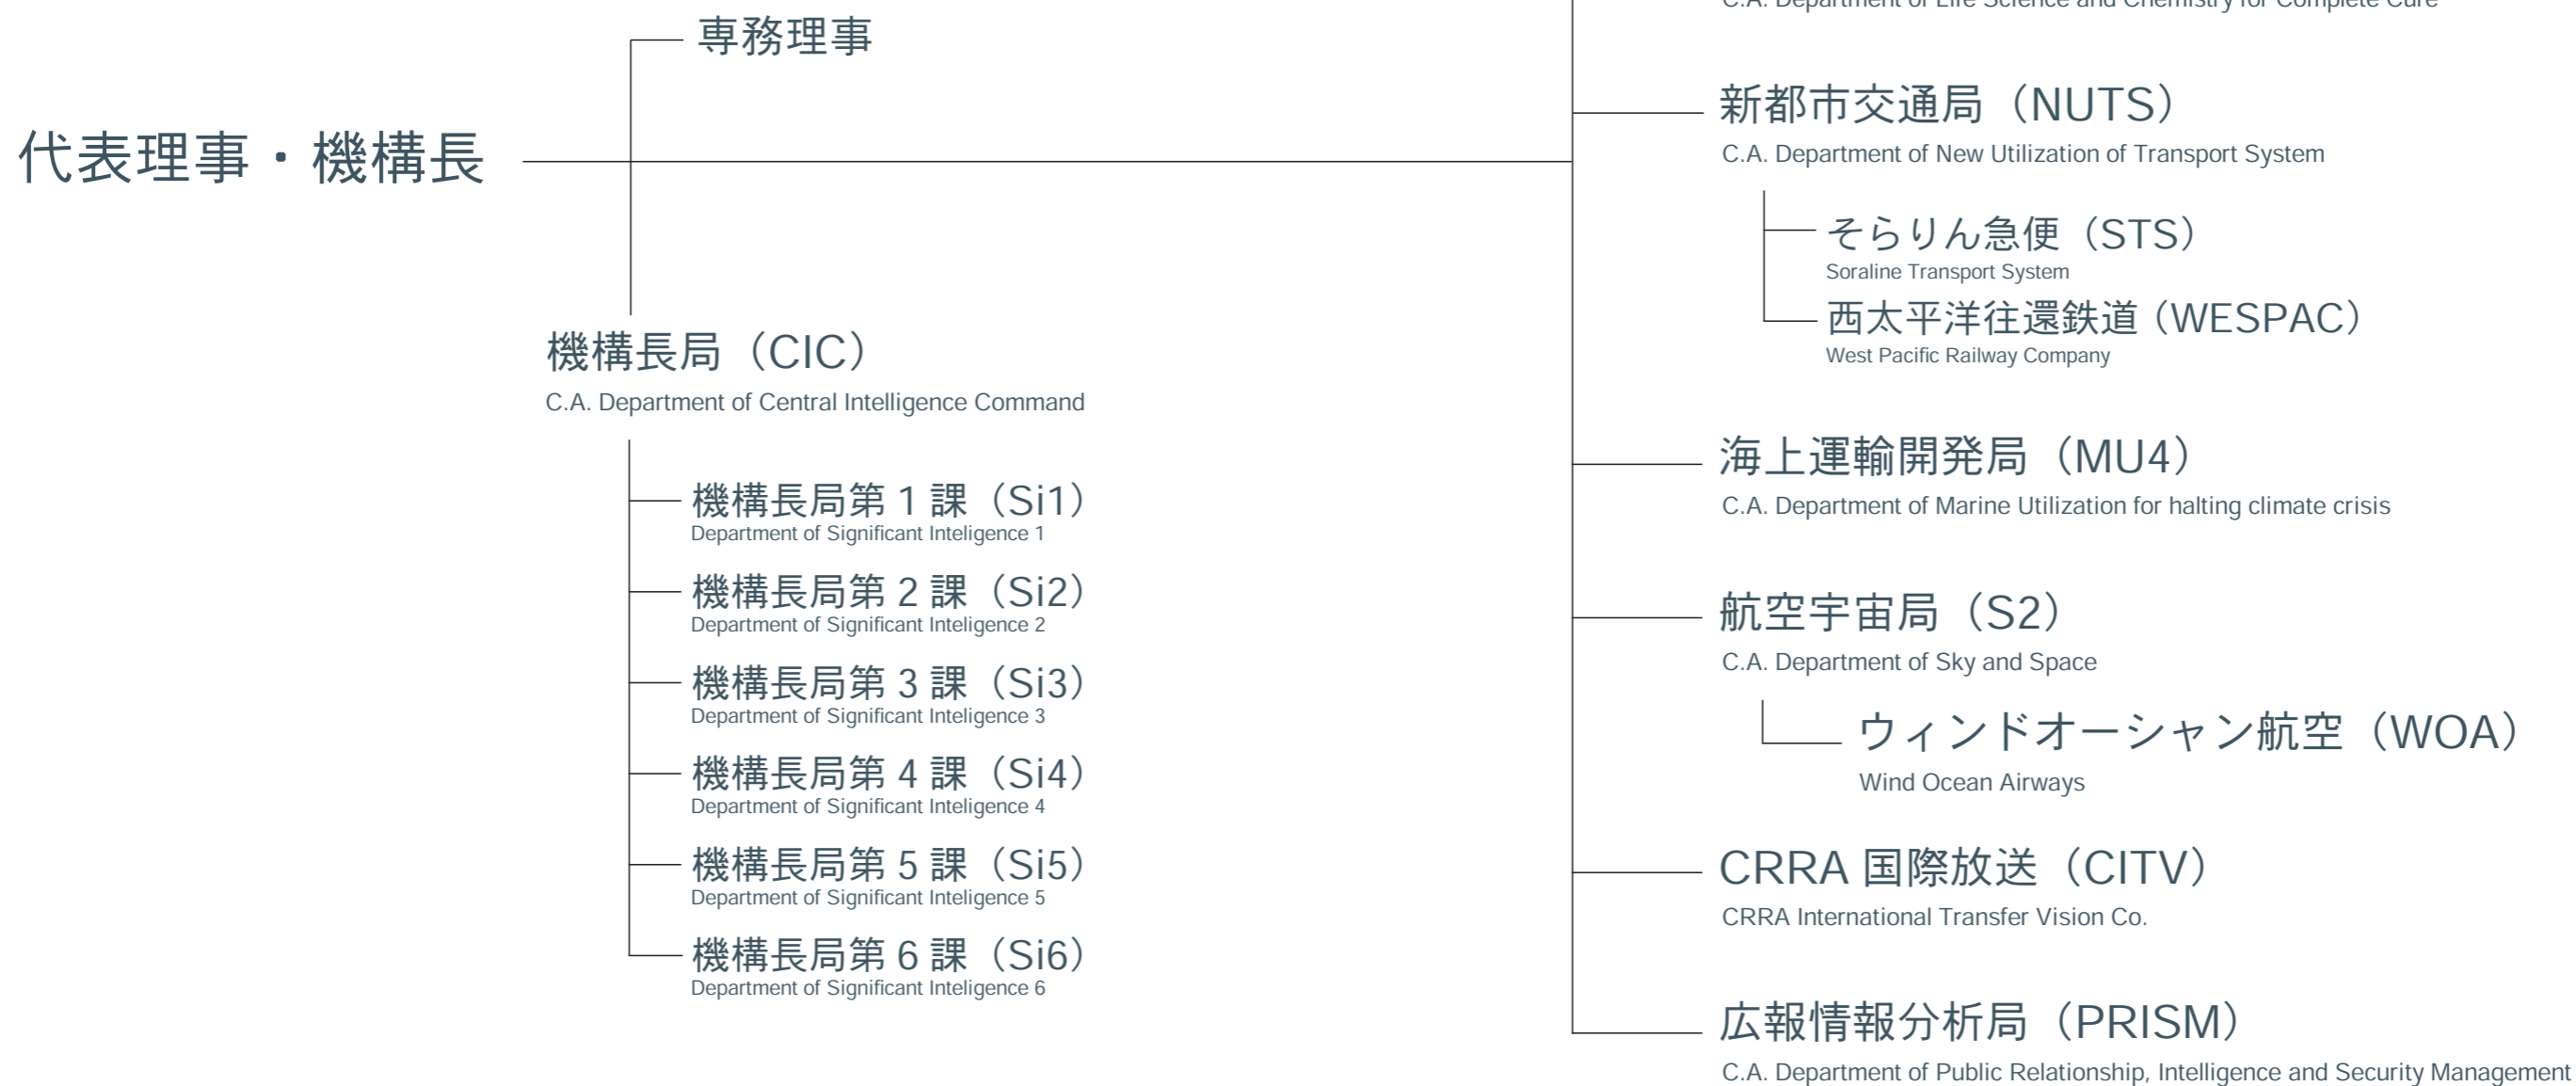 専務理事
代表理事・機構長
機構長局（CIC）
C.A. Department of Central Intelligence Command
機構長局第 1 課（Si1）
Department of Significant Inteligence 1
機構長局第 2 課（Si2）
Department of Significant Inteligence 2
機構長局第 3 課（Si3）
Department of Significant Inteligence 3
機構長局第 4 課（Si4）
Department of Significant Inteligence 4
機構長局第 5 課（Si5）
Department of Significant Inteligence 5
機構長局第 6 課（Si6）
Department of Significant Inteligence 6
C.A. Department of Life Science and Chemistry for Complete Cure
新都市交通局（NUTS）
C.A. Department of New Utilization of Transport System
そらりん急便（STS）
Soraline Transport System
西太平洋往還鉄道（WESPAC）
West Pacific Railway Company
海上運輸開発局（MU4）
C.A. Department of Marine Utilization for halting climate crisis
航空宇宙局（S2）
C.A. Department of Sky and Space
ウィンドオーシャン航空（WOA）
Wind Ocean Airways
CRRA 国際放送（CITV）
CRRA International Transfer Vision Co.
広報情報分析局（PRISM）
C.A. Department of Public Relationship, Intelligence and Security Management